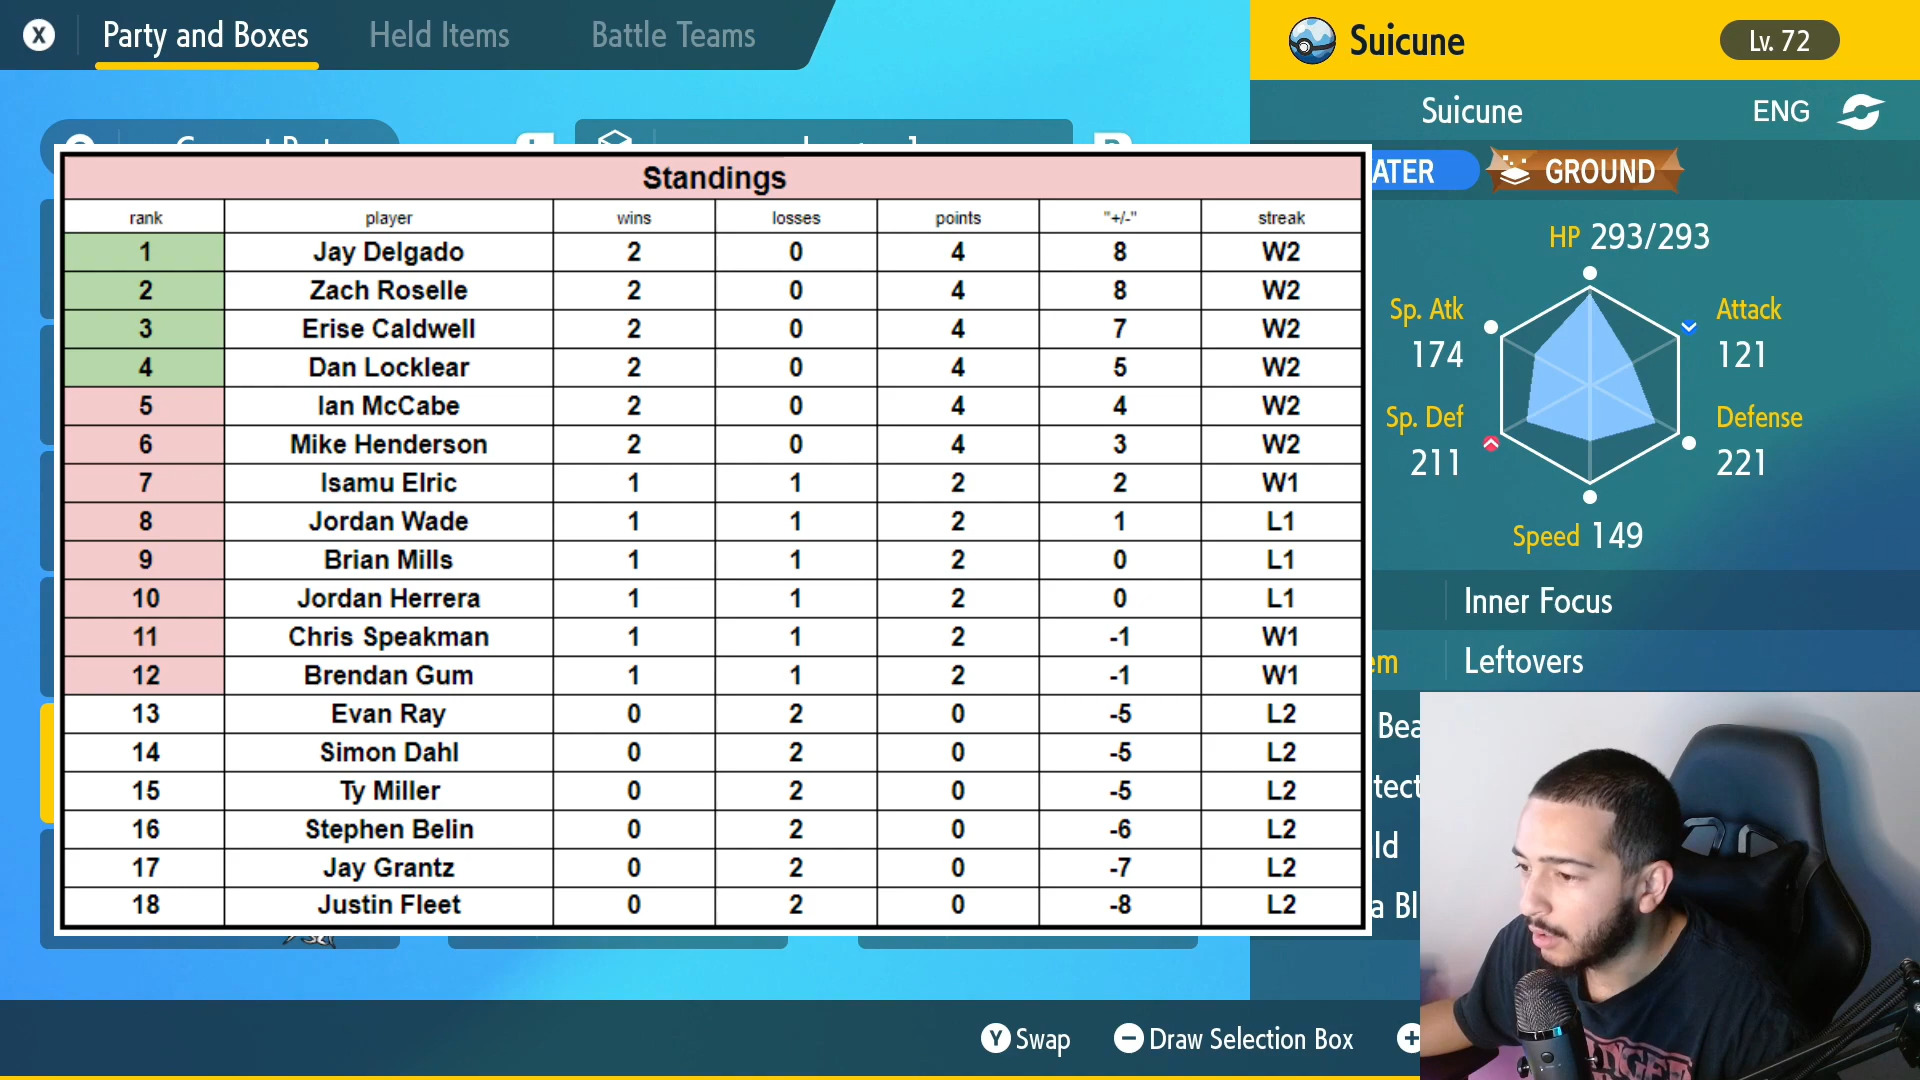 X Party and Boxes Held Items Battle Teams
Suicune Lv. 72
Suicune ENG
GROUND
HP 293/293
Sp. Atk Attack
174 121
Sp. Def Defense
211 221
Speed 149
Inner Focus
Leftovers
Standings
rank player wins losses points "+/-" streak
1 Jay Delgado 2 0 4 8 W2
2 Zach Roselle 2 0 4 8 W2
3 Erise Caldwell 2 0 4 7 W2
4 Dan Locklear 2 0 4 5 W2
5 Ian McCabe 2 0 4 4 W2
6 Mike Henderson 2 0 4 3 W2
7 Isamu Elric 1 1 2 2 W1
8 Jordan Wade 1 1 2 1 L1
9 Brian Mills 1 1 2 0 L1
10 Jordan Herrera 1 1 2 0 L1
11 Chris Speakman 1 1 2 -1 W1
12 Brendan Gum 1 1 2 -1 W1
13 Evan Ray 0 2 0 -5 L2
14 Simon Dahl 0 2 0 -5 L2
15 Ty Miller 0 2 0 -5 L2
16 Stephen Belin 0 2 0 -6 L2
17 Jay Grantz 0 2 0 -7 L2
18 Justin Fleet 0 2 0 -8 L2
Y Swap - Draw Selection Box +